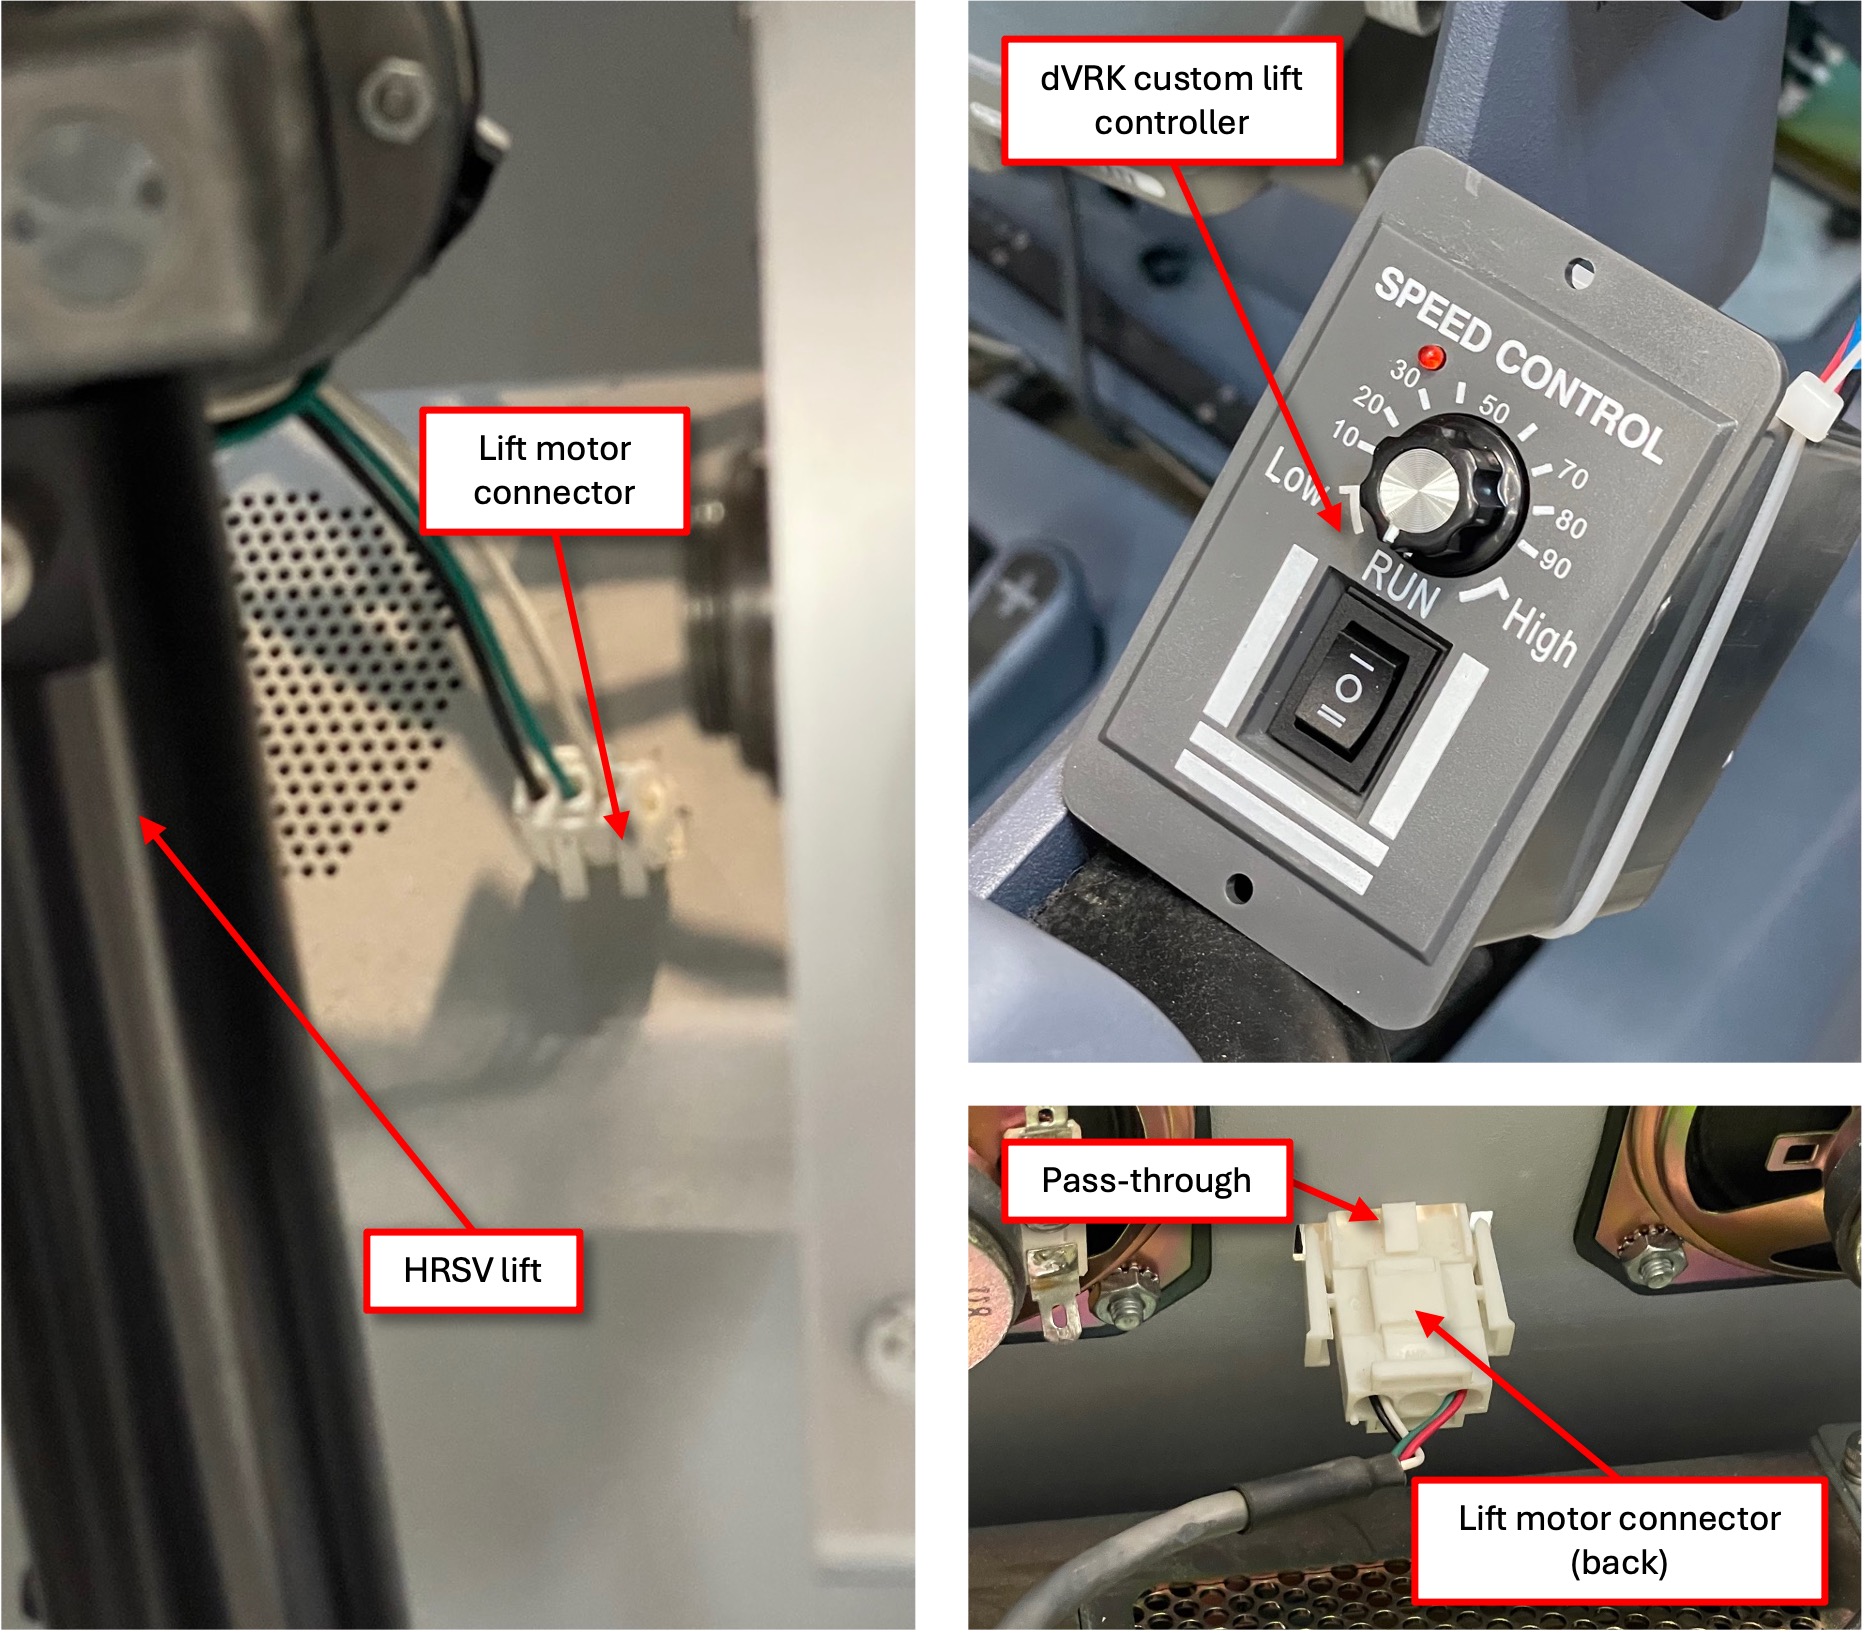 Lift motor
connector
HRSV lift
dVRK custom lift
controller
SPEED CONTROL
10
20
30
50
70
80
90
Low
High
RUN
Pass-through
Lift motor connector
(back)